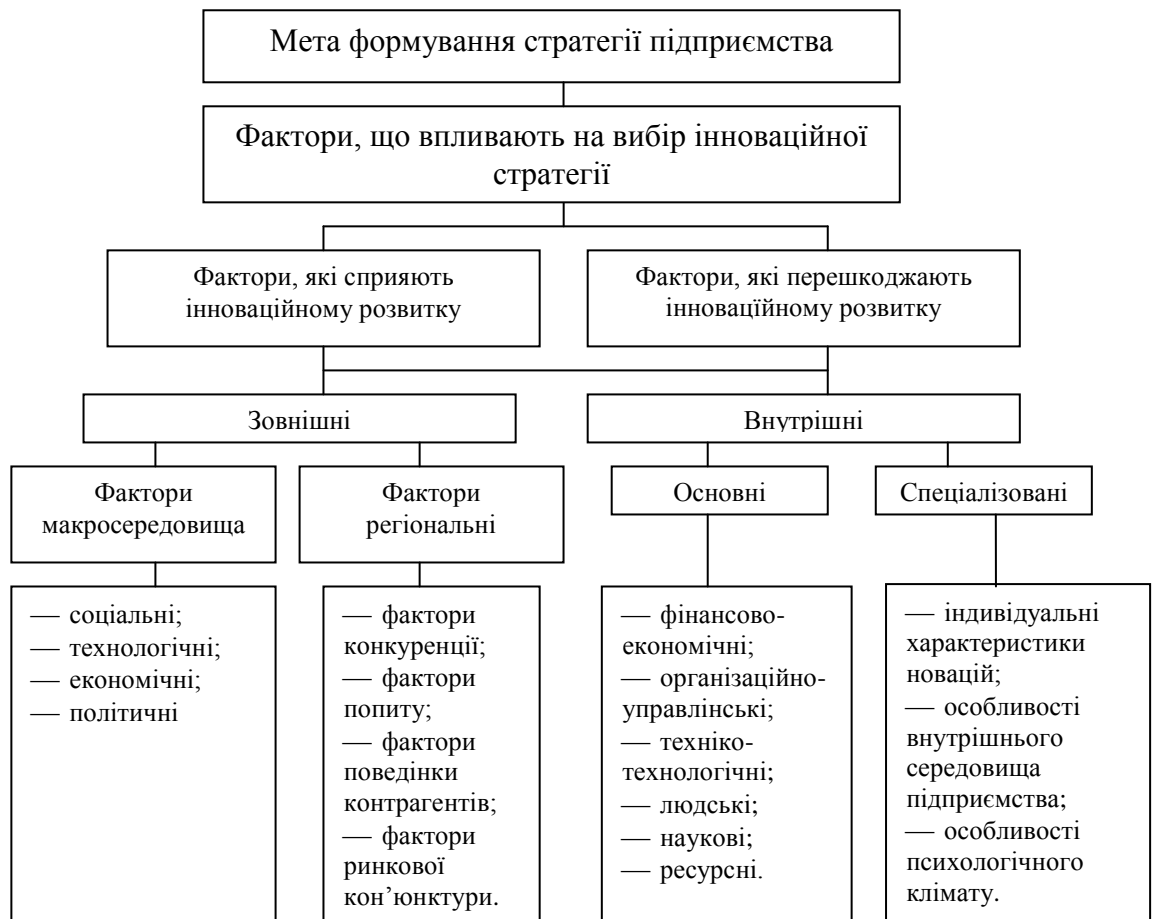 Мета формування стратегії підприємства
Фактори, що впливають на вибір інноваційної
стратегії
Фактори, які сприяють
інноваційному розвитку
Фактори, які перешкоджають
інноваціїйному розвитку
Зовнішні
Внутрішні
Фактори
макросередовища
Фактори
регіональні
Основні
Спеціалізовані
— соціальні;
— технологічні;
— економічні;
— політичні
— фактори
конкуренції;
— фактори
попиту;
— фактори
поведінки
контрагентів;
— фактори
ринкової
кон’юнктури.
— фінансово-
економічні;
— організаційно-
управлінські;
— техніко-
технологічні;
— людські;
— наукові;
— ресурсні.
— індивідуальні
характеристики
новацій;
— особливості
внутрішнього
середовища
підприємства;
— особливості
психологічного
клімату.